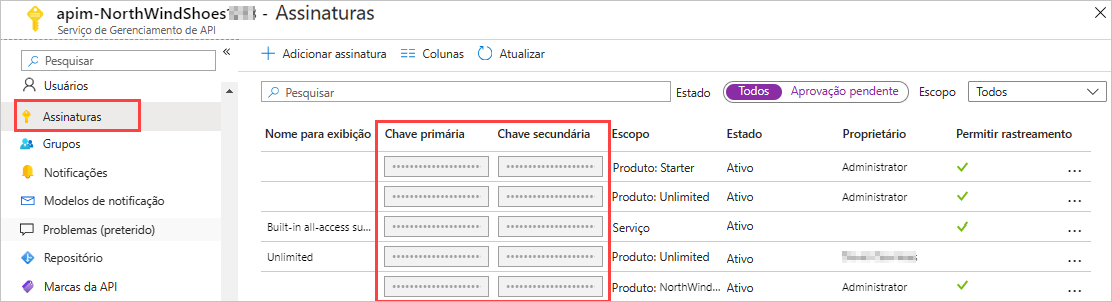 apim-NorthWindShoes - Assinaturas
Serviço de Gerenciamento de API
Pesquisar
Usuários
Assinaturas
Grupos
Notificações
Modelos de notificação
Problemas (preterido)
Repositório
Marcas da API
Adicionar assinatura Colunas Atualizar
Pesquisar Estado Todos Aprovação pendente Escopo Todos
Nome para exibição Chave primária Chave secundária Escopo Estado Proprietário Permitir rastreamento
Produto: Starter Ativo Administrator ...
Produto: Unlimited Ativo Administrator ...
Built-in all-access su... Serviço Ativo ...
Unlimited Produto: Unlimited Ativo ...
Produto: NorthWind... Ativo Administrator ...